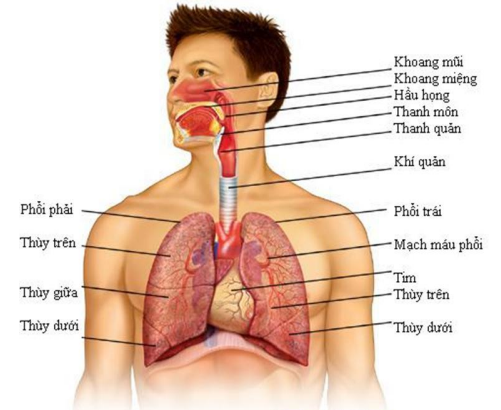 Khoang mũi
Khoang miệng
Hầu họng
Thanh môn
Thanh quản
Khí quản
Phổi phải
Thùy trên
Thùy giữa
Thùy dưới
Phổi trái
Mạch máu phổi
Tim
Thùy trên
Thùy dưới